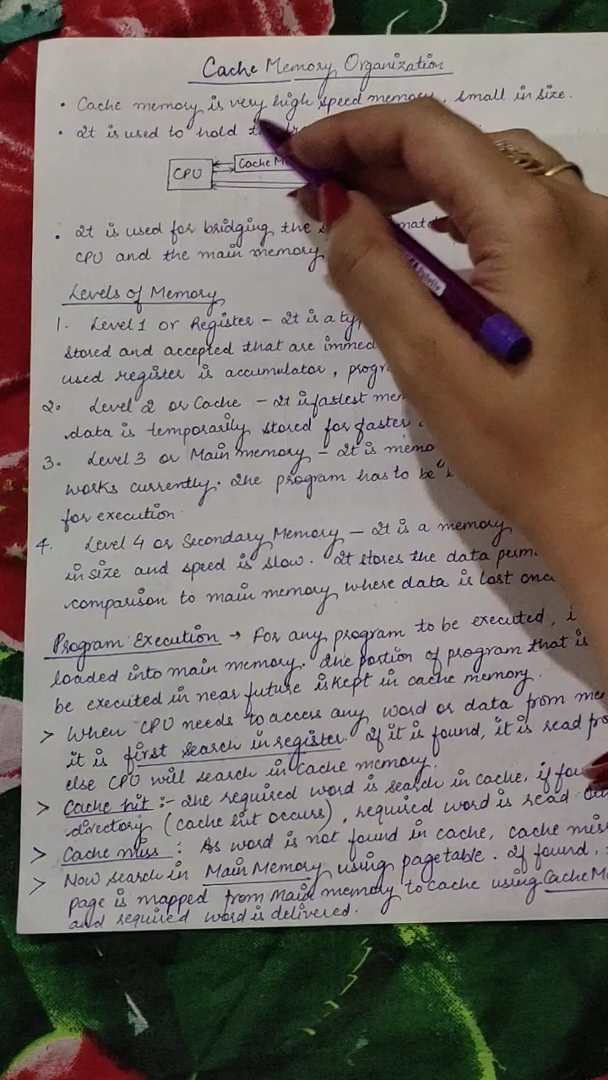 Cache Memory Organization
• Cache memory is very high speed memory, small in size.
• It is used to hold
CPU
Cache M
• It is used for bridging the
CPU and the main memory
Levels of Memory
1. Level 1 or Register – It is a
stored and accepted that are immed
used register is accumulator, progr
2. Level 2 or Cache – It is fastest mem
data is temporarily stored for faster
3. Level 3 or Main memory – It is memo
works currently. The program has to be
for execution.
4. Level 4 or Secondary Memory – It is a memory
in size and speed is slow. It stores the data perm
comparison to main memory where data is lost once
Program Execution → For any program to be executed, i
loaded into main memory. The portion of program that is
be executed in near future is kept in cache memory.
> When CPU needs to access any word or data from me
it is first search in register. If it is found, it is read fro
else CPU will search in cache memory.
> Cache hit :- The required word is search in cache, if fou
directory (cache hit occurs), required word is read
> Cache miss : As word is not found in cache, cache mis
> Now search in Main Memory using page table. If found,
page is mapped from main memory to cache using Cache M
and required word is delivered.